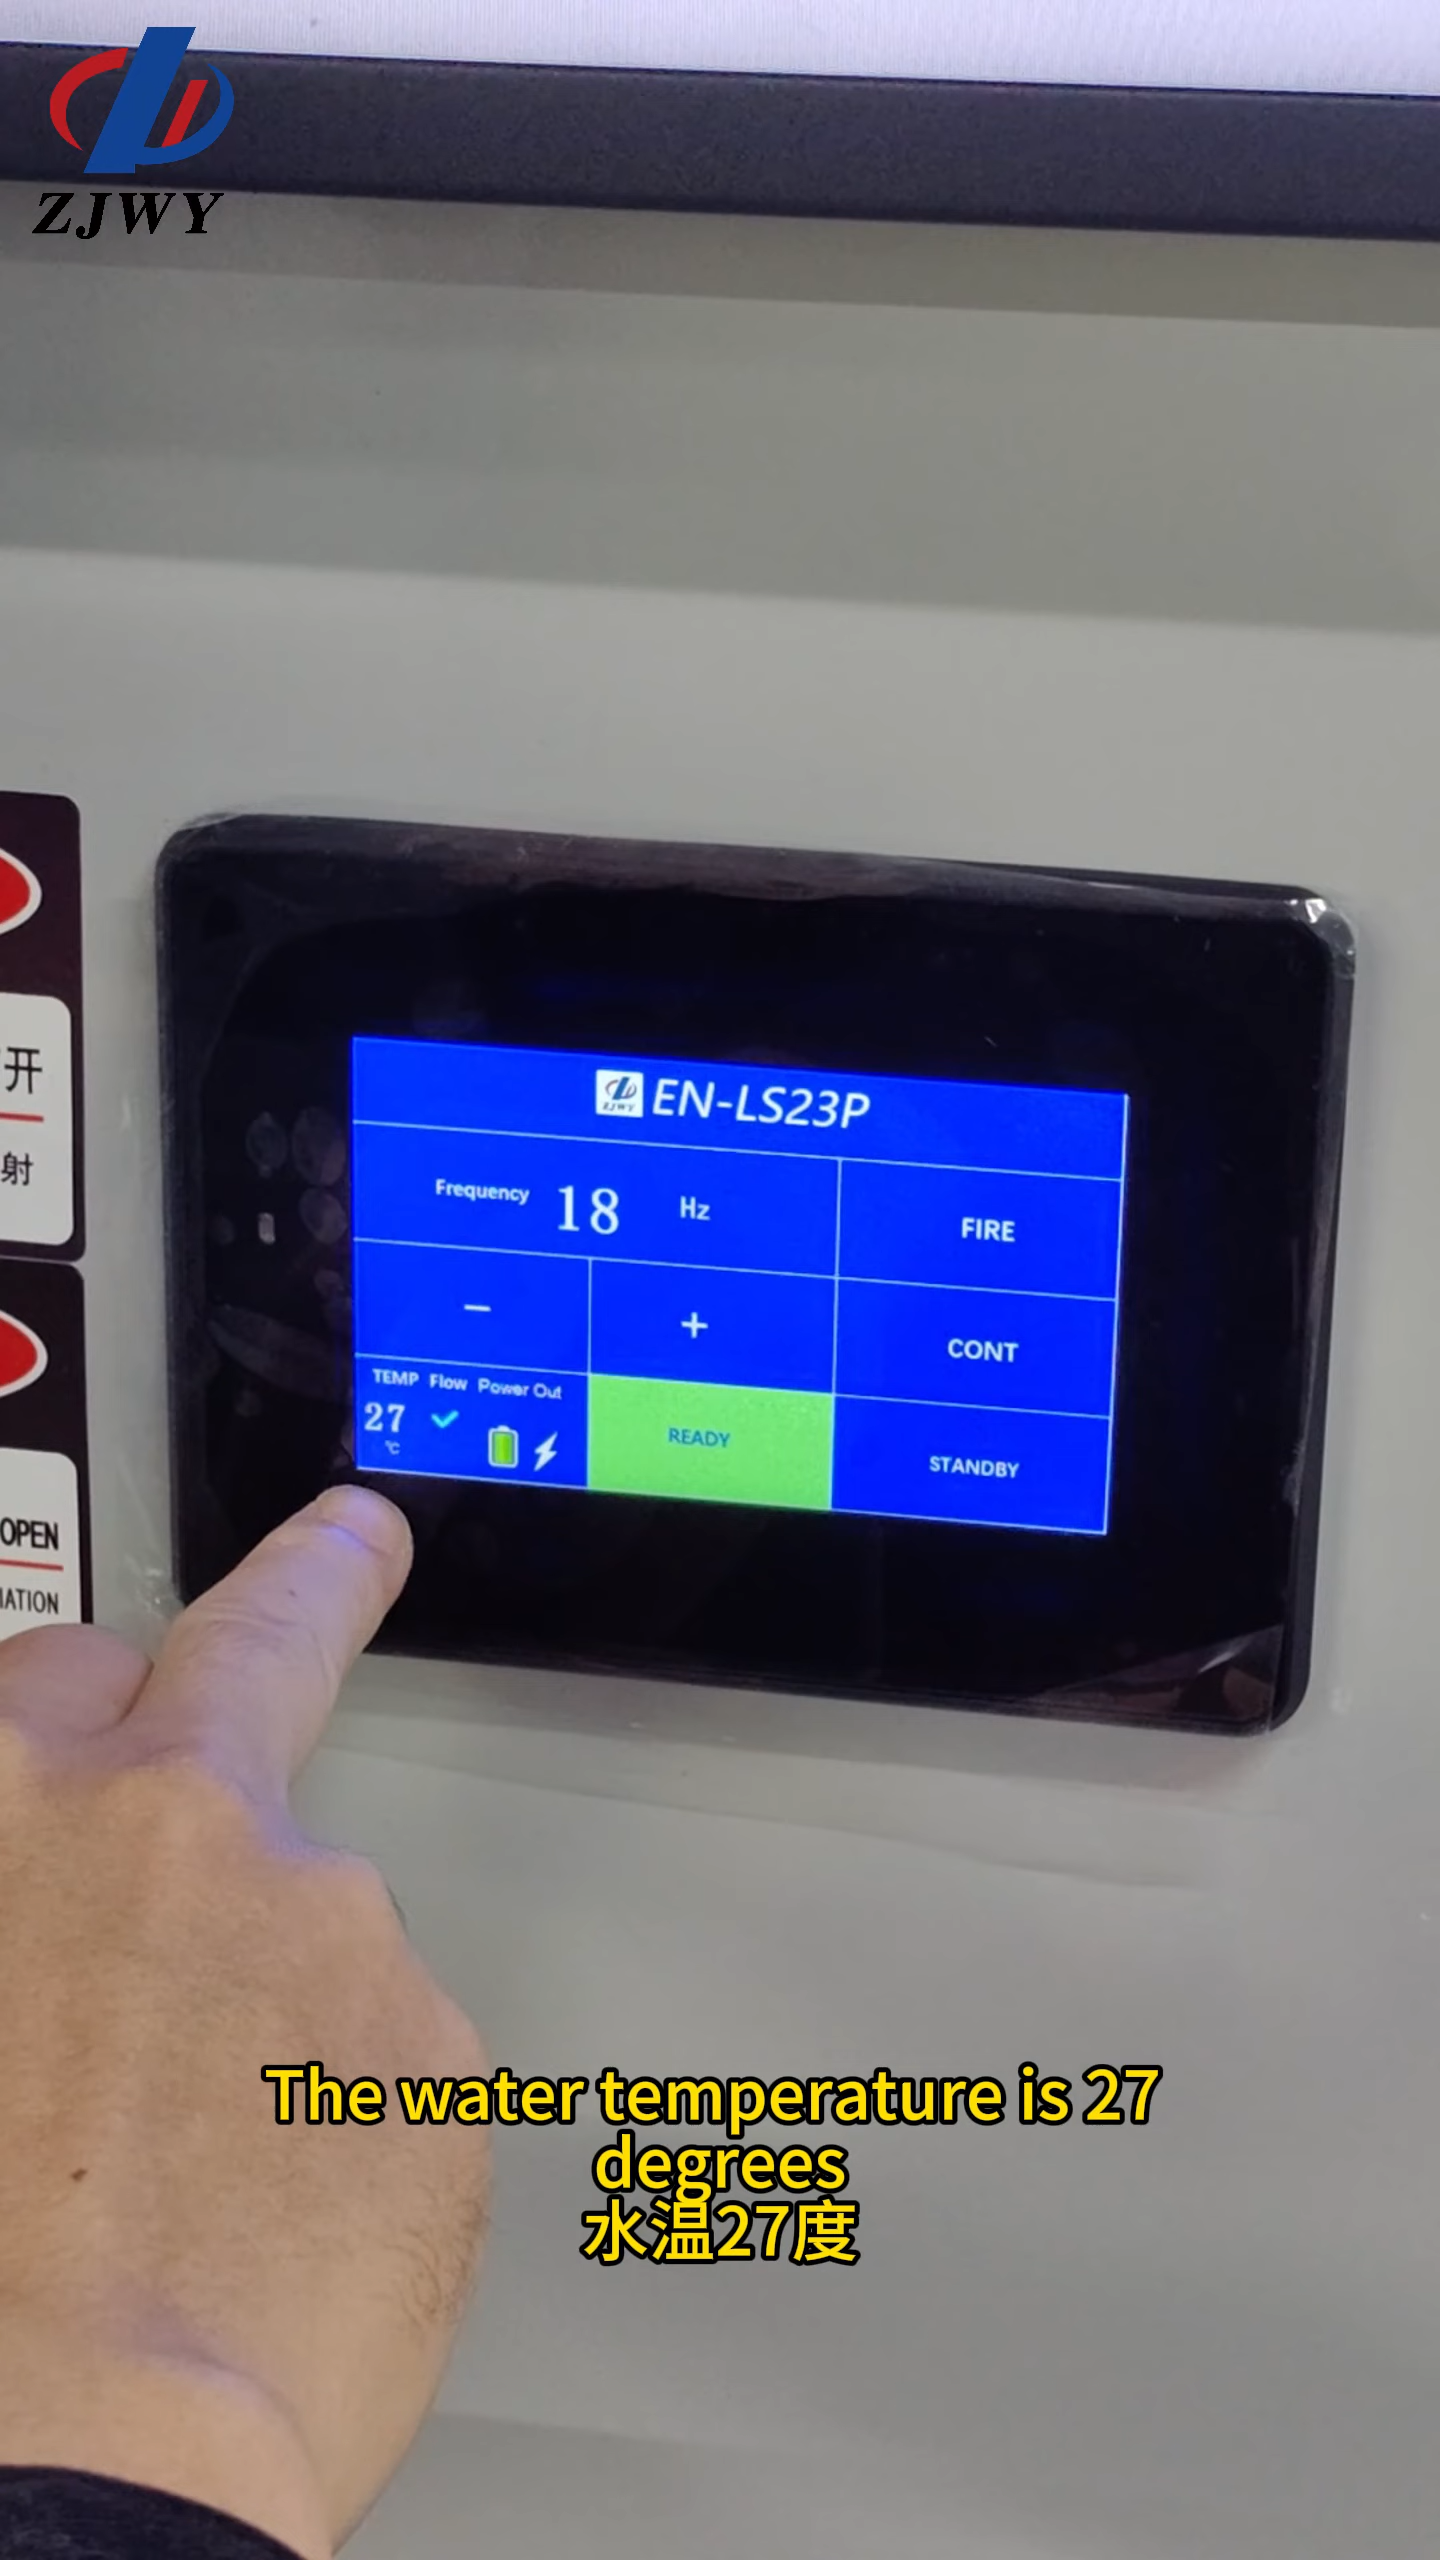 ZJWY
开
射
OPEN
IATION
ZJWY EN-LS23P
Frequency 18 Hz
FIRE
− +
CONT
TEMP Flow Power Out
27
℃
READY
STANDBY
The water temperature is 27
degrees
水温27度